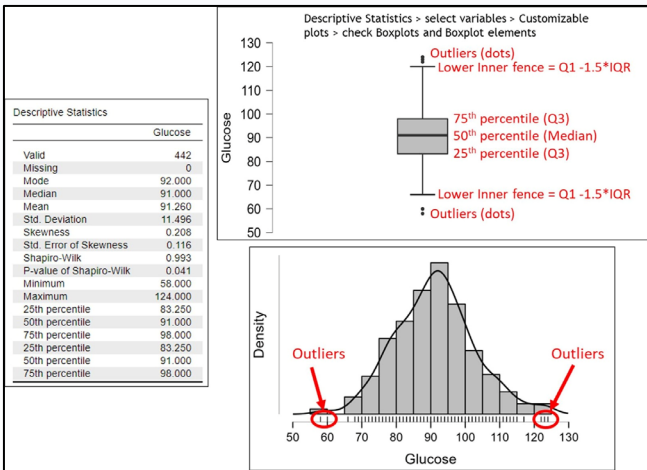 Descriptive Statistics > select variables > Customizable
plots > check Boxplots and Boxplot elements
130
120
110
100
90
80
70
60
50
Glucose
Outliers (dots)
Lower Inner fence = Q1 -1.5*IQR
75th percentile (Q3)
50th percentile (Median)
25th percentile (Q3)
Lower Inner fence = Q1 -1.5*IQR
Outliers (dots)
Descriptive Statistics
Glucose
Valid 442
Missing 0
Mode 92.000
Median 91.000
Mean 91.260
Std. Deviation 11.496
Skewness 0.208
Std. Error of Skewness 0.116
Shapiro-Wilk 0.993
P-value of Shapiro-Wilk 0.041
Minimum 58.000
Maximum 124.000
25th percentile 83.250
50th percentile 91.000
75th percentile 98.000
25th percentile 83.250
50th percentile 91.000
75th percentile 98.000
Density
Outliers
Outliers
50 60 70 80 90 100 110 120 130
Glucose